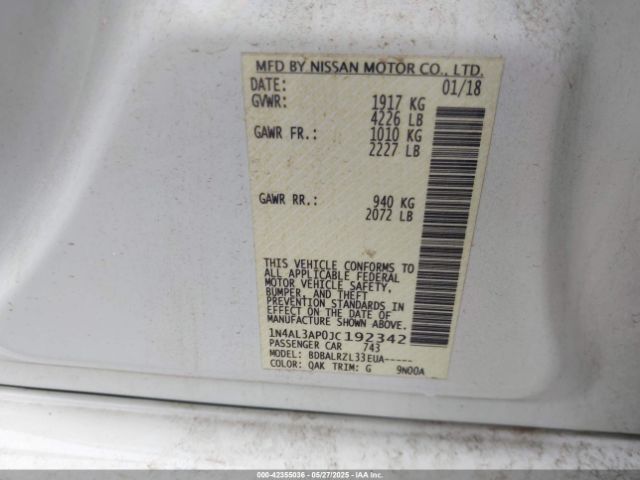 MFD BY NISSAN MOTOR CO., LTD.
DATE: 01/18
GVWR: 1917 KG
4226 LB
GAWR FR.: 1010 KG
2227 LB
GAWR RR.: 940 KG
2072 LB
THIS VEHICLE CONFORMS TO
ALL APPLICABLE FEDERAL
MOTOR VEHICLE SAFETY,
BUMPER, AND THEFT
PREVENTION STANDARDS IN
EFFECT ON THE DATE OF
MANUFACTURE SHOWN ABOVE.
1N4AL3AP0JC192342
PASSENGER CAR 743
MODEL: BDBALRZL33EUA-----
COLOR: QAK TRIM: G 9N00A
000-42355036 - 05/27/2025 - IAAI.COM